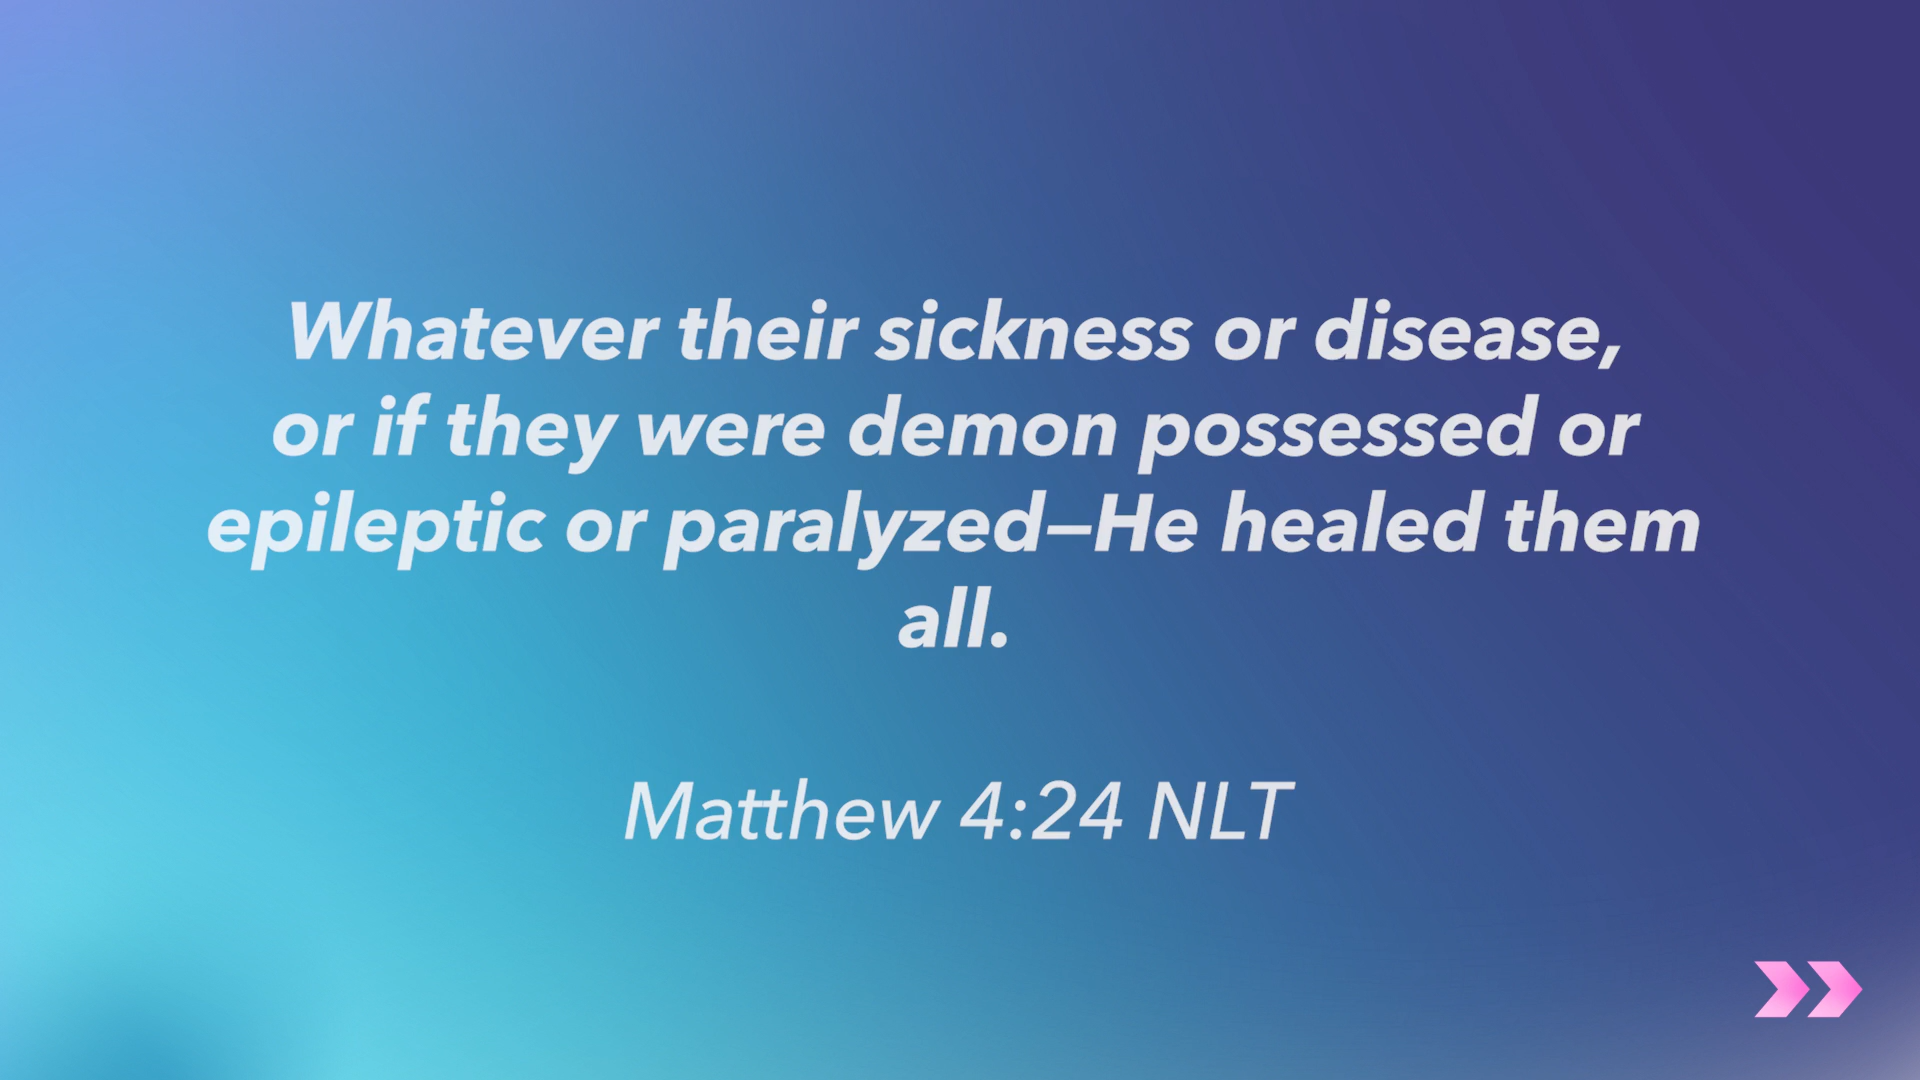 Whatever their sickness or disease,
or if they were demon possessed or
epileptic or paralyzed—He healed them
all.
Matthew 4:24 NLT